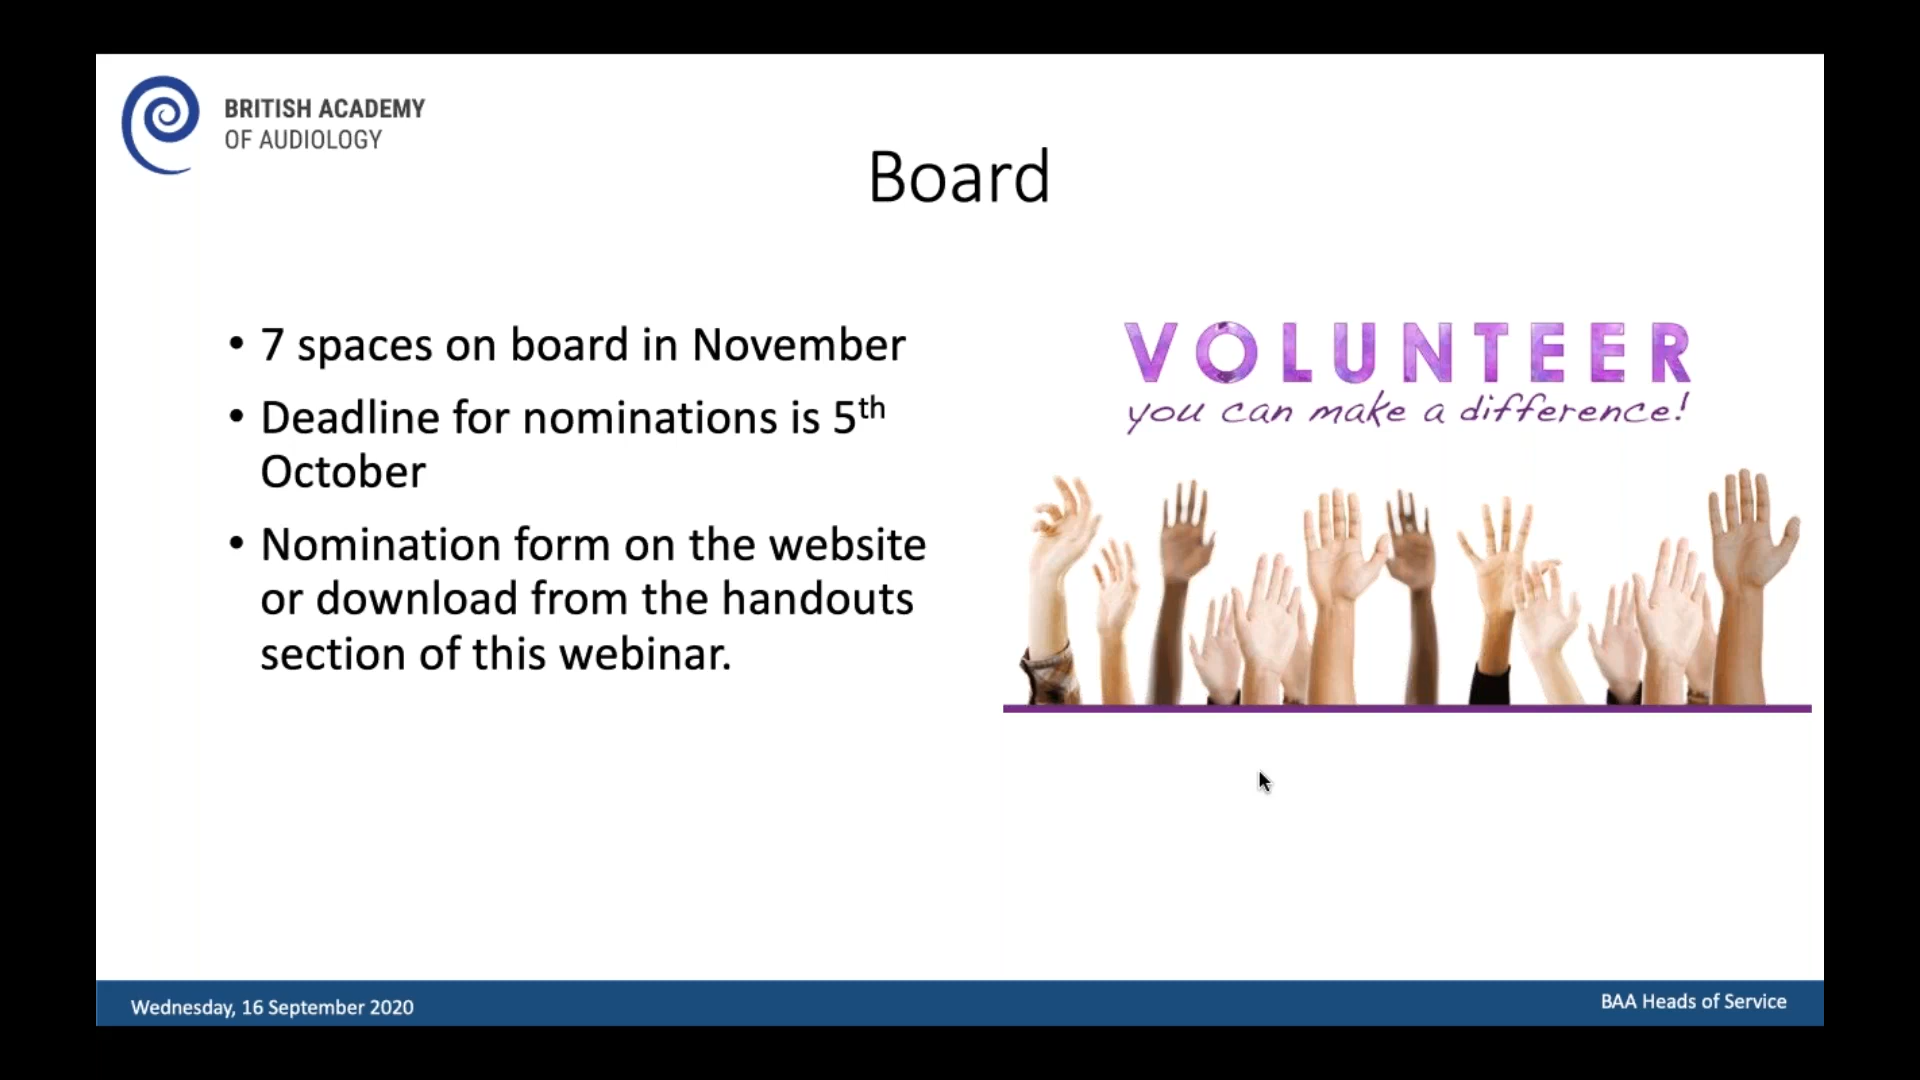 BRITISH ACADEMY
OF AUDIOLOGY
Board
• 7 spaces on board in November
• Deadline for nominations is 5th
October
• Nomination form on the website
or download from the handouts
section of this webinar.
VOLUNTEER
you can make a difference!
Wednesday, 16 September 2020
BAA Heads of Service